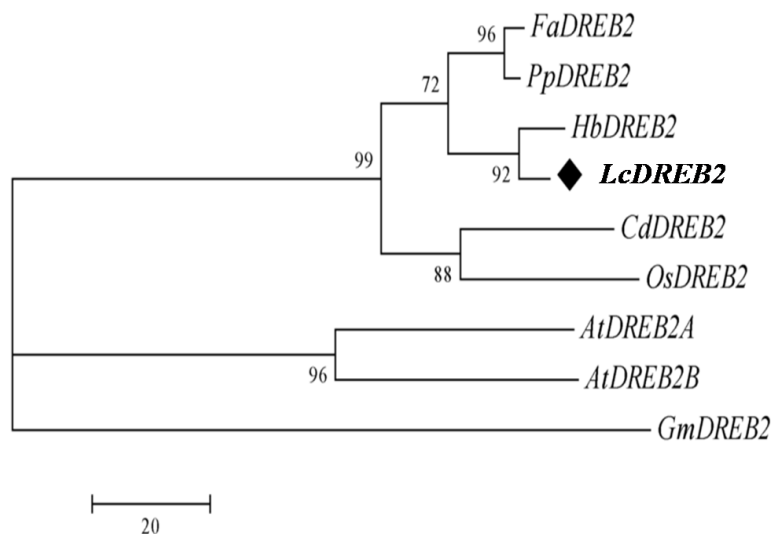 96
FaDREB2
PpDREB2
72
HbDREB2
99
92
LcDREB2
CdDREB2
88
OsDREB2
AtDREB2A
96
AtDREB2B
GmDREB2
20